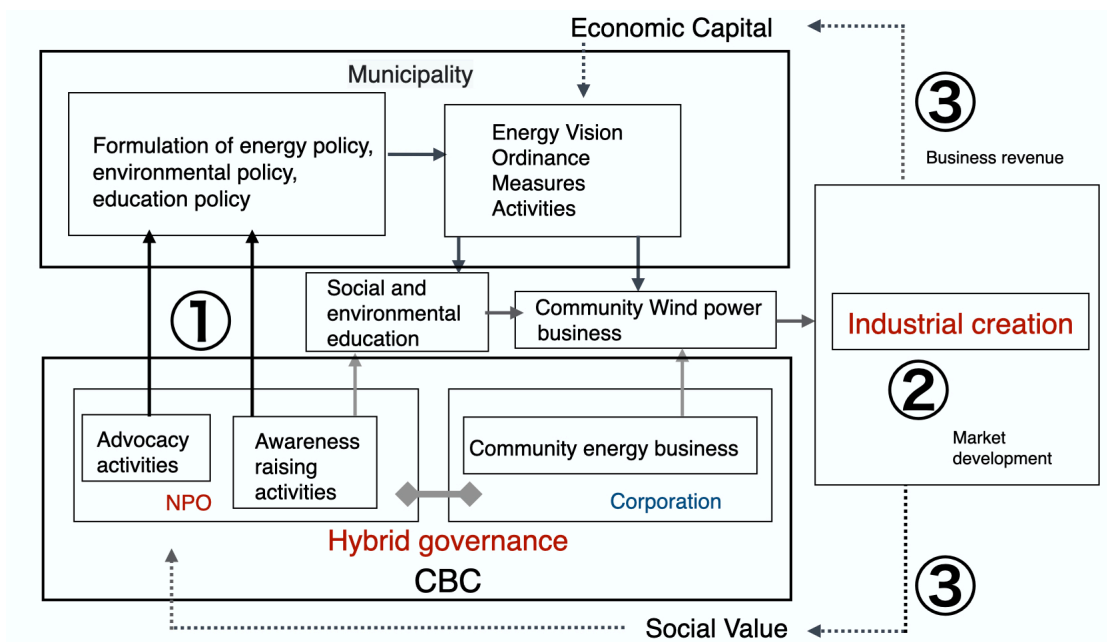 Economic Capital
Municipality
③
Formulation of energy policy,
environmental policy,
education policy
Energy Vision
Ordinance
Measures
Activities
Business revenue
①
Social and
environmental
education
Community Wind power
business
Industrial creation
②
Market
development
Advocacy
activities
Awareness
raising
activities
NPO
Community energy business
Corporation
Hybrid governance
CBC
③
Social Value